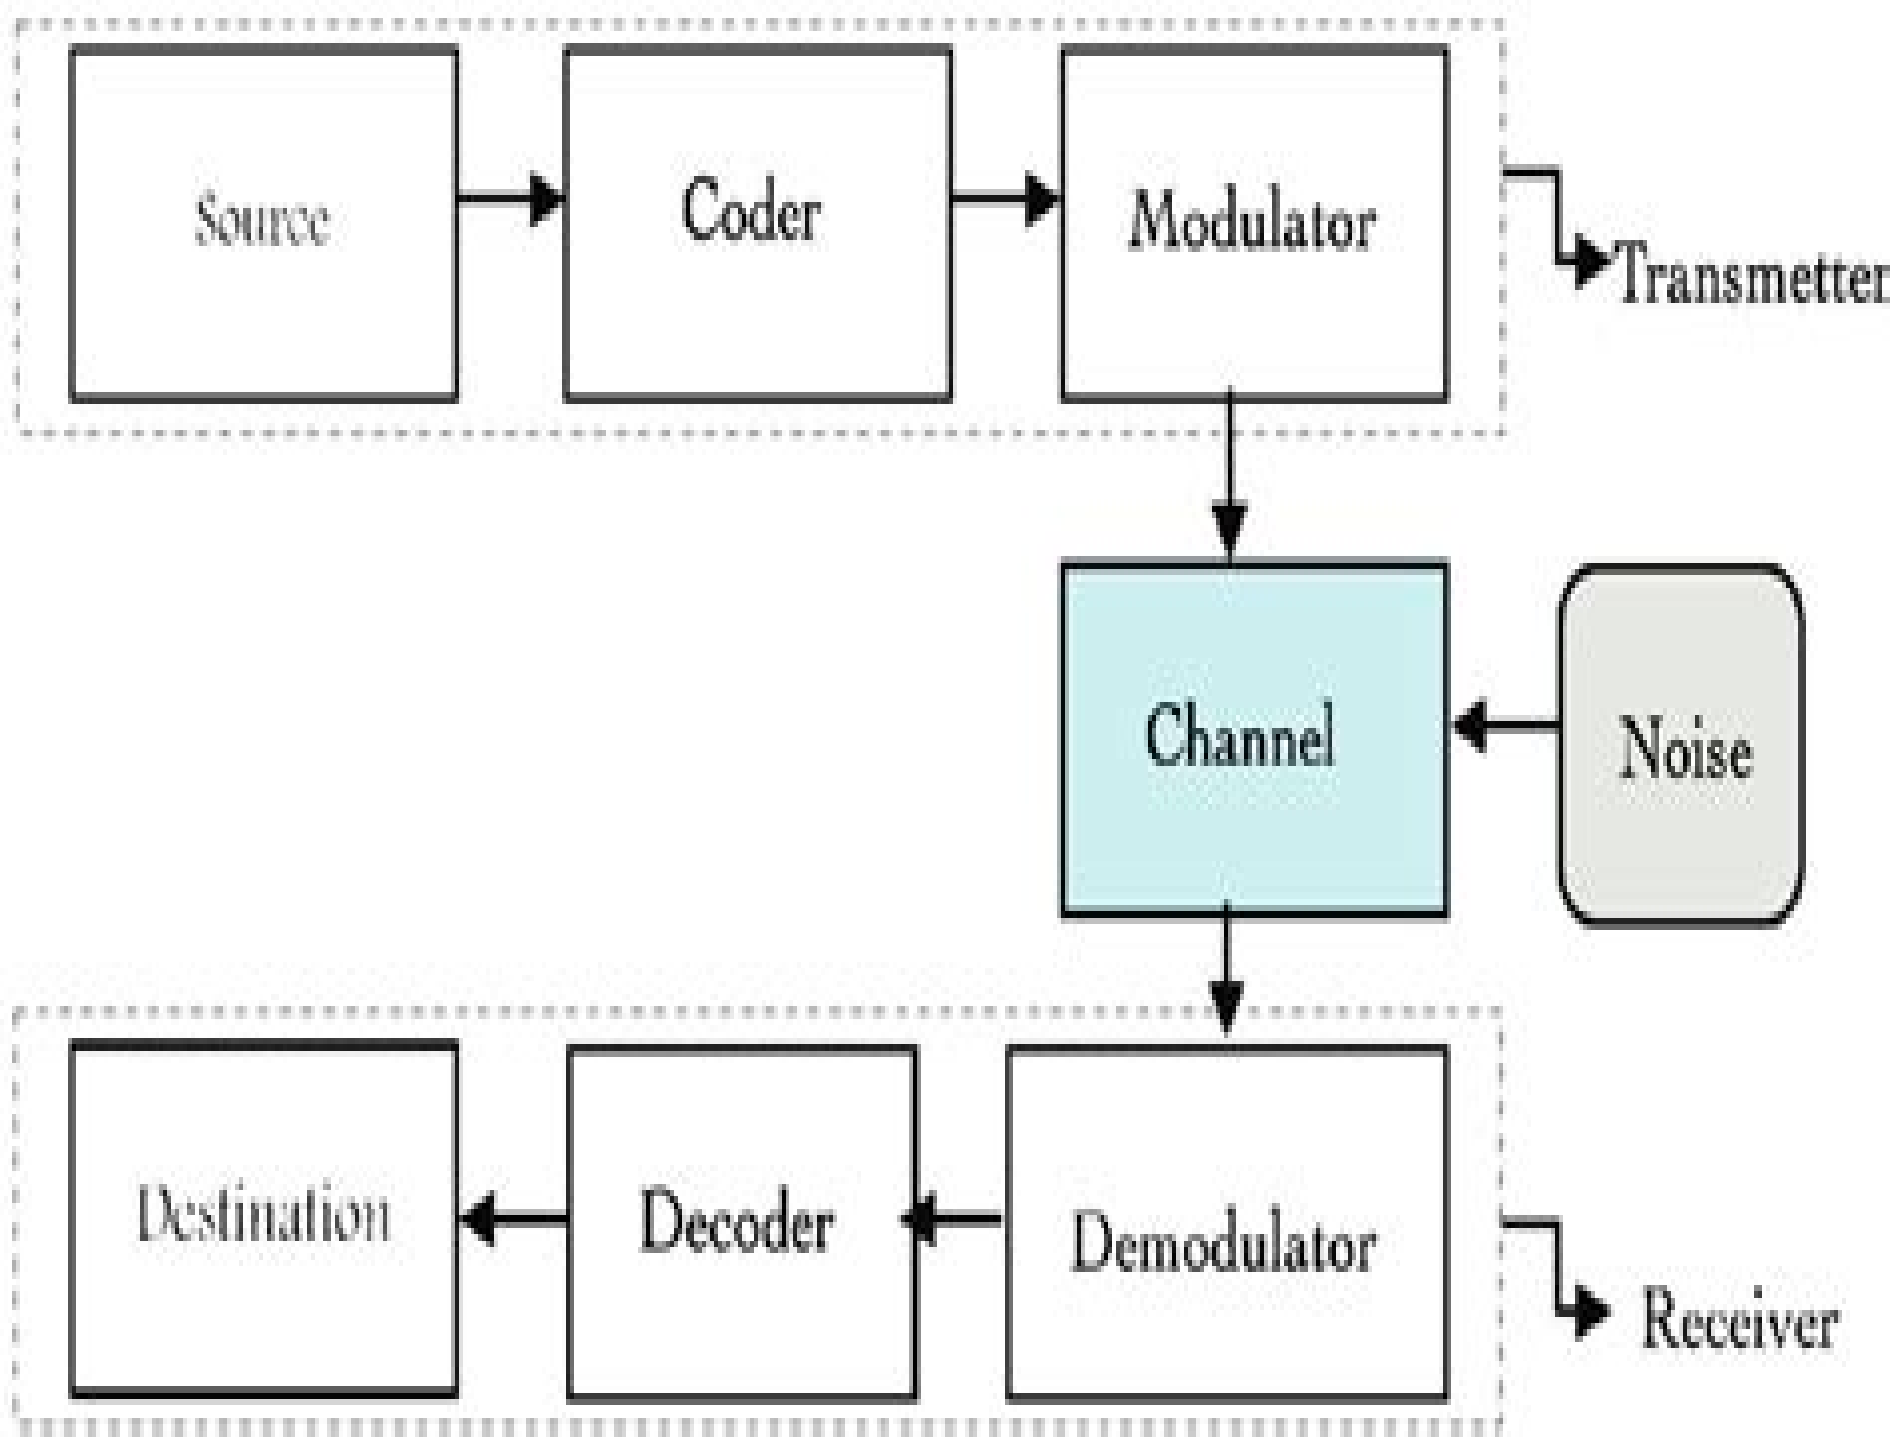 Source
Coder
Modulator
Transmetter
Channel
Noise
Destination
Decoder
Demodulator
Receiver